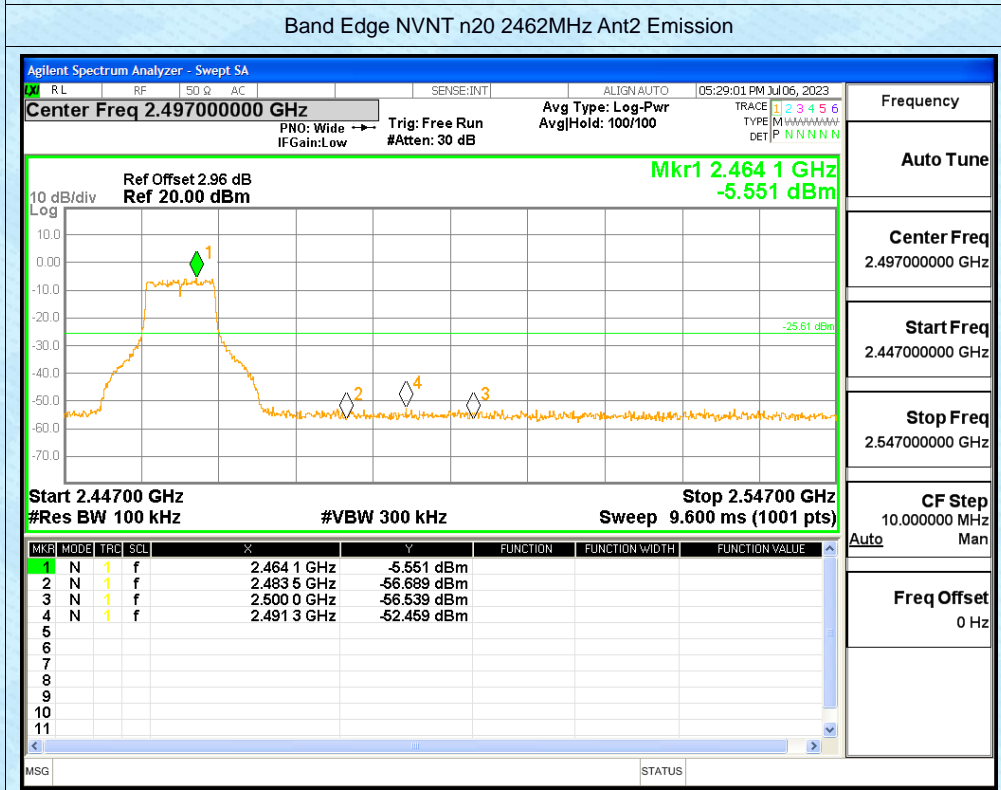 Band Edge NVNT n20 2462MHz Ant2 Emission
Agilent Spectrum Analyzer - Swept SA
LXI RL RF 50 Ω AC SENSE:INT ALIGN AUTO 05:29:01 PM Jul 06, 2023
Center Freq 2.497000000 GHz
PNO: Wide
IFGain:Low
Trig: Free Run
#Atten: 30 dB
Avg Type: Log-Pwr
Avg|Hold: 100/100
TRACE 1 2 3 4 5 6
TYPE M WWWWW
DET P N N N N N
Mkr1 2.464 1 GHz
-5.551 dBm
Ref Offset 2.96 dB
10 dB/div Ref 20.00 dBm
Log
10.0
0.00
-10.0
-20.0
-30.0
-40.0
-50.0
-60.0
-70.0
1
-25.61 dBm
2
4
3
Start 2.44700 GHz Stop 2.54700 GHz
#Res BW 100 kHz #VBW 300 kHz Sweep 9.600 ms (1001 pts)
MKR MODE TRC SCL X Y FUNCTION FUNCTION WIDTH FUNCTION VALUE
1 N 1 f 2.464 1 GHz -5.551 dBm
2 N 1 f 2.483 5 GHz -56.689 dBm
3 N 1 f 2.500 0 GHz -56.539 dBm
4 N 1 f 2.491 3 GHz -52.459 dBm
5
6
7
8
9
10
11
MSG STATUS
Frequency
Auto Tune
Center Freq
2.497000000 GHz
Start Freq
2.447000000 GHz
Stop Freq
2.547000000 GHz
CF Step
10.000000 MHz
Auto Man
Freq Offset
0 Hz